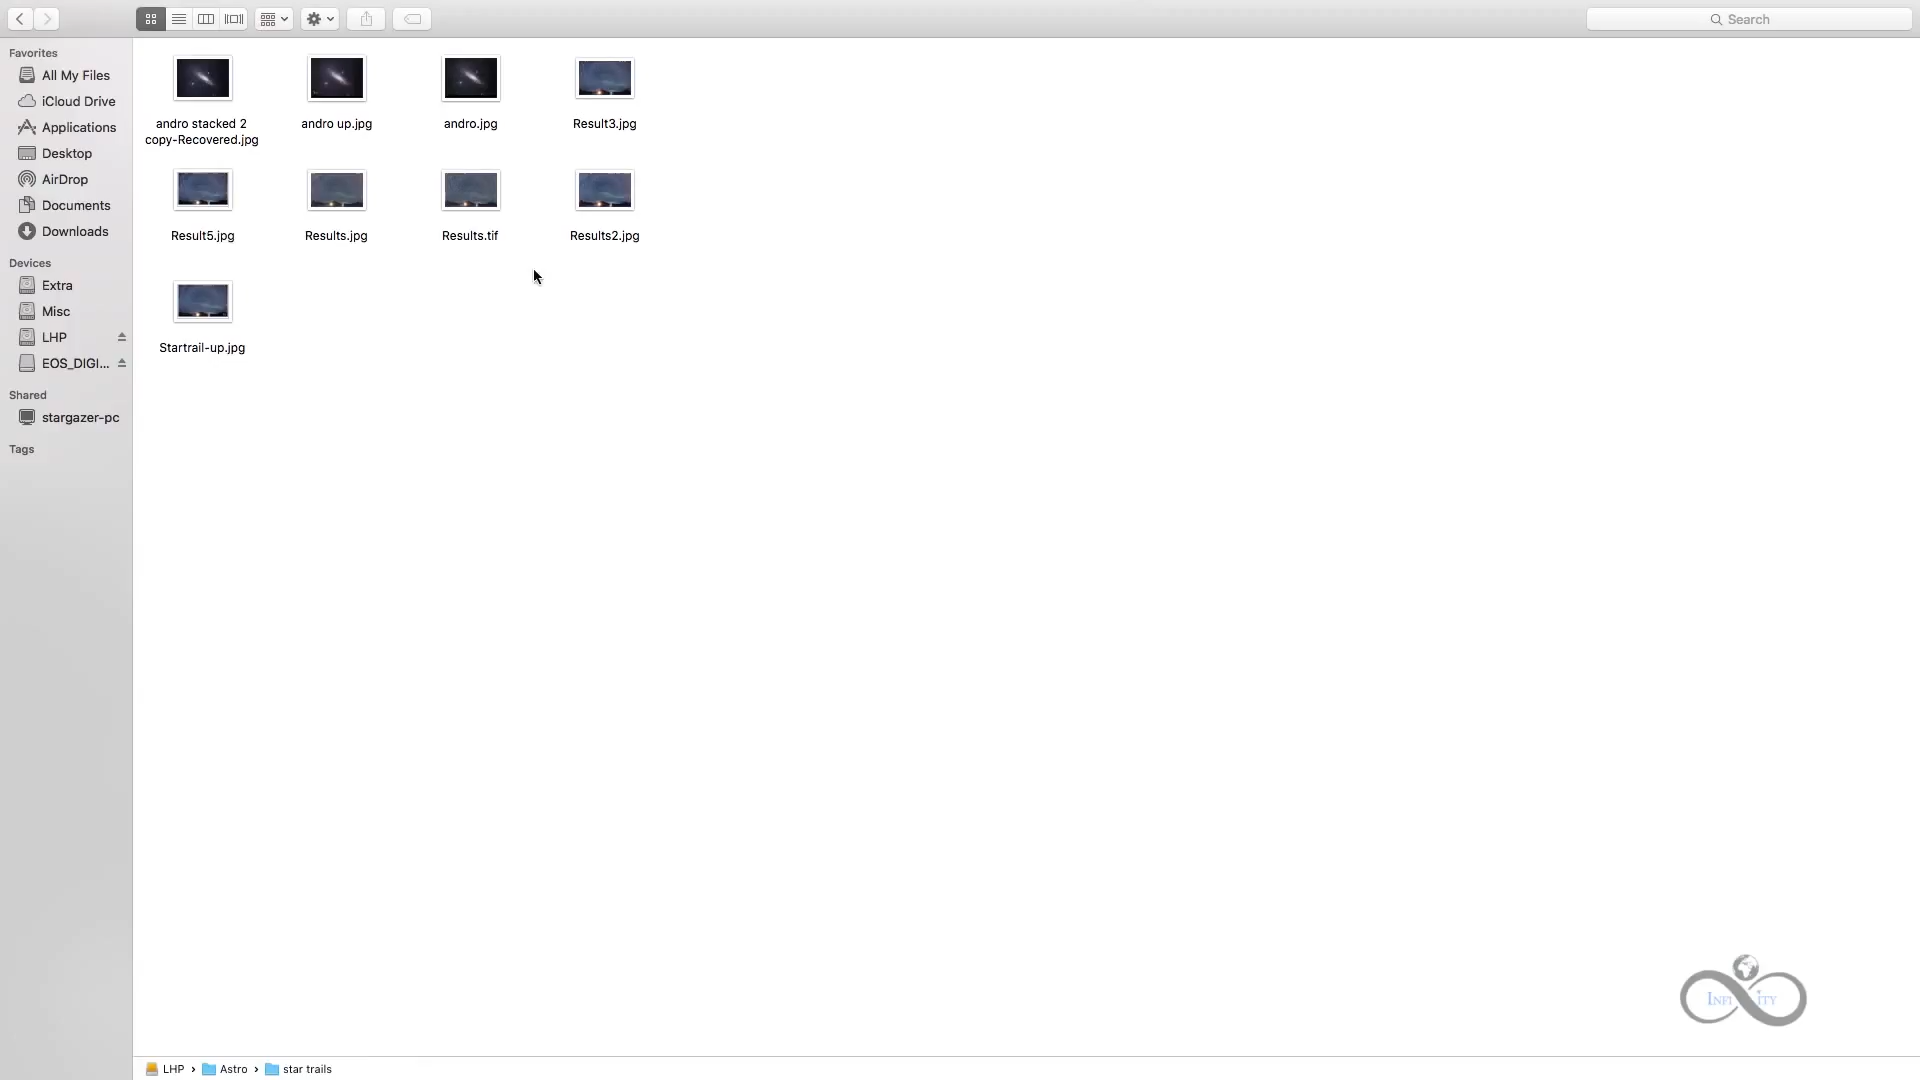 Search
Favorites
All My Files
iCloud Drive
Applications
Desktop
AirDrop
Documents
Downloads
Devices
Extra
Misc
LHP
EOS_DIGI...
Shared
stargazer-pc
Tags
andro stacked 2
copy-Recovered.jpg
andro up.jpg
andro.jpg
Result3.jpg
Result5.jpg
Results.jpg
Results.tif
Results2.jpg
Startrail-up.jpg
INFI ITY
LHP › Astro › star trails